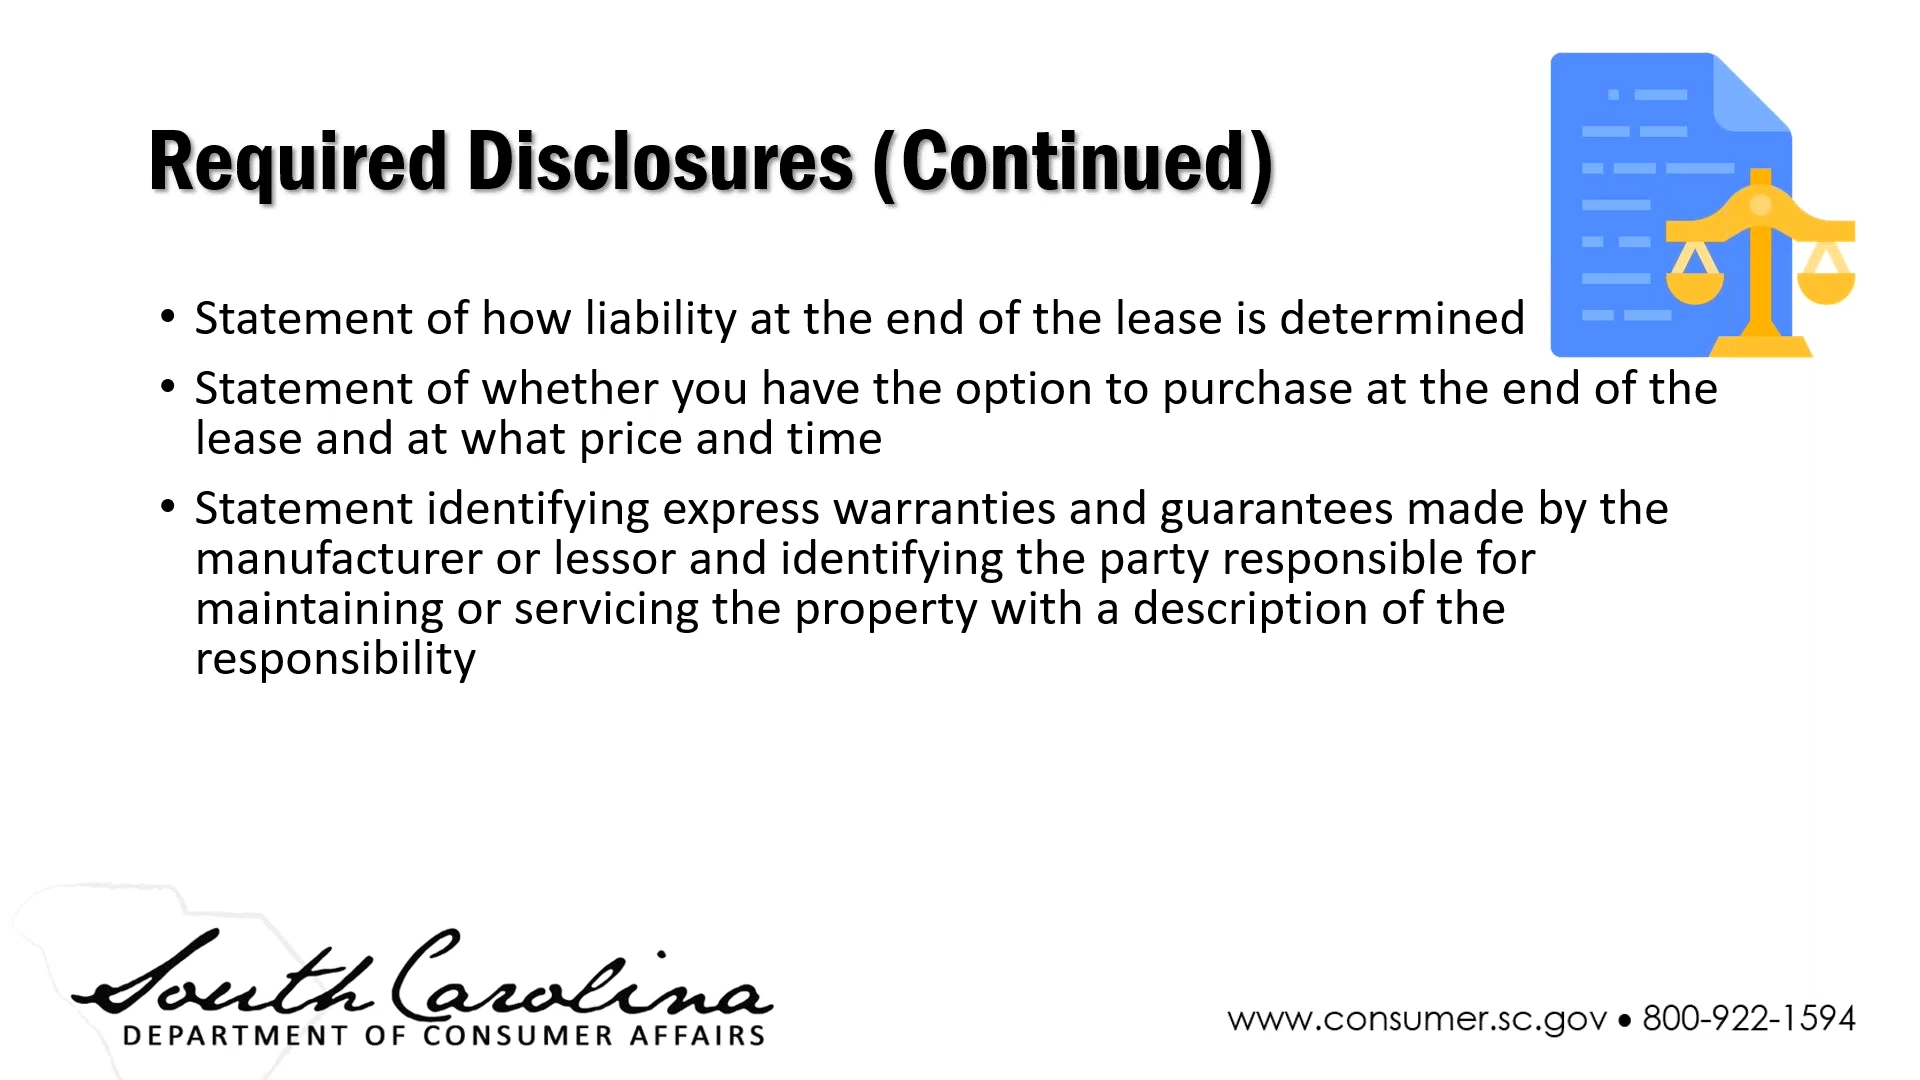 Required Disclosures (Continued)
• Statement of how liability at the end of the lease is determined
• Statement of whether you have the option to purchase at the end of the
lease and at what price and time
• Statement identifying express warranties and guarantees made by the
manufacturer or lessor and identifying the party responsible for
maintaining or servicing the property with a description of the
responsibility
South Carolina
DEPARTMENT OF CONSUMER AFFAIRS
www.consumer.sc.gov • 800-922-1594